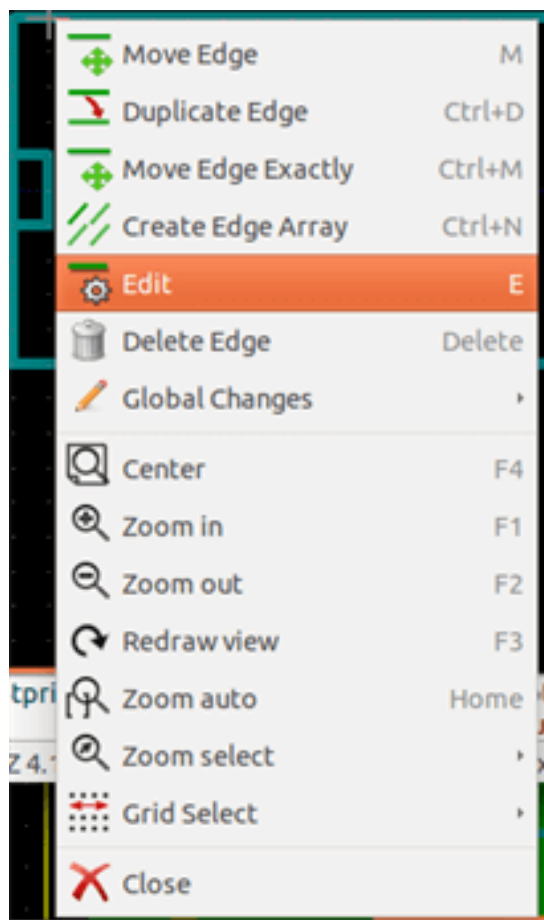 Move Edge M
Duplicate Edge Ctrl+D
Move Edge Exactly Ctrl+M
Create Edge Array Ctrl+N
Edit E
Delete Edge Delete
Global Changes
Center F4
Zoom in F1
Zoom out F2
Redraw view F3
tpri
Zoom auto Home
Z 4.
Zoom select
Grid Select
Close